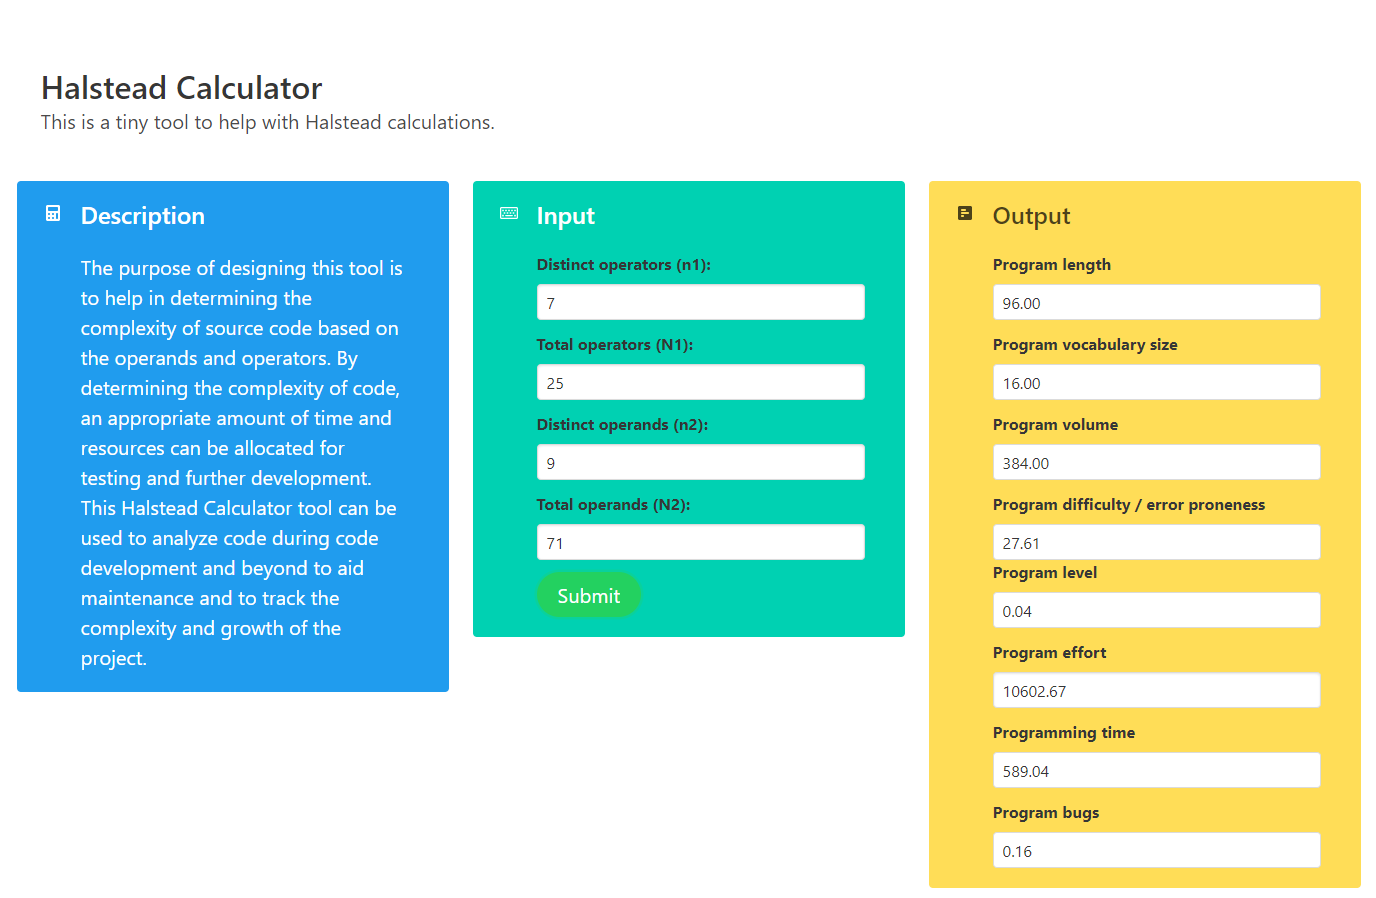 Halstead Calculator
This is a tiny tool to help with Halstead calculations.
Description
The purpose of designing this tool is
to help in determining the
complexity of source code based on
the operands and operators. By
determining the complexity of code,
an appropriate amount of time and
resources can be allocated for
testing and further development.
This Halstead Calculator tool can be
used to analyze code during code
development and beyond to aid
maintenance and to track the
complexity and growth of the
project.
Input
Distinct operators (n1):
7
Total operators (N1):
25
Distinct operands (n2):
9
Total operands (N2):
71
Submit
Output
Program length
96.00
Program vocabulary size
16.00
Program volume
384.00
Program difficulty / error proneness
27.61
Program level
0.04
Program effort
10602.67
Programming time
589.04
Program bugs
0.16